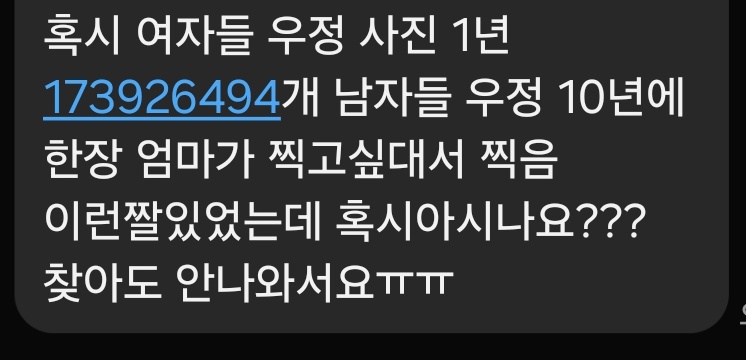 혹시 여자들 우정 사진 1년
173926494개 남자들 우정 10년에
한장 엄마가 찍고싶대서 찍음
이런짤있었는데 혹시아시나요???
찾아도 안나와서요ㅠㅠ